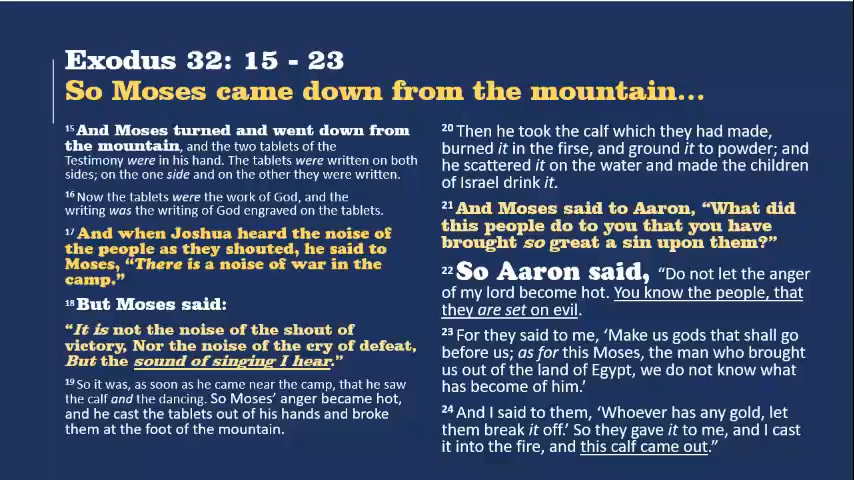 Exodus 32: 15 - 23
So Moses came down from the mountain...
15 And Moses turned and went down from
the mountain, and the two tablets of the
Testimony were in his hand. The tablets were written on both
sides; on the one side and on the other they were written.
16 Now the tablets were the work of God, and the
writing was the writing of God engraved on the tablets.
17 And when Joshua heard the noise of
the people as they shouted, he said to
Moses, “There is a noise of war in the
camp.”
18 But Moses said:
“It is not the noise of the shout of
victory, Nor the noise of the cry of defeat,
But the sound of singing I hear.”
19 So it was, as soon as he came near the camp, that he saw
the calf and the dancing. So Moses’ anger became hot,
and he cast the tablets out of his hands and broke
them at the foot of the mountain.
20 Then he took the calf which they had made,
burned it in the firse, and ground it to powder; and
he scattered it on the water and made the children
of Israel drink it.
21 And Moses said to Aaron, “What did
this people do to you that you have
brought so great a sin upon them?”
22 So Aaron said, “Do not let the anger
of my lord become hot. You know the people, that
they are set on evil.
23 For they said to me, ‘Make us gods that shall go
before us; as for this Moses, the man who brought
us out of the land of Egypt, we do not know what
has become of him.’
24 And I said to them, ‘Whoever has any gold, let
them break it off.’ So they gave it to me, and I cast
it into the fire, and this calf came out.”